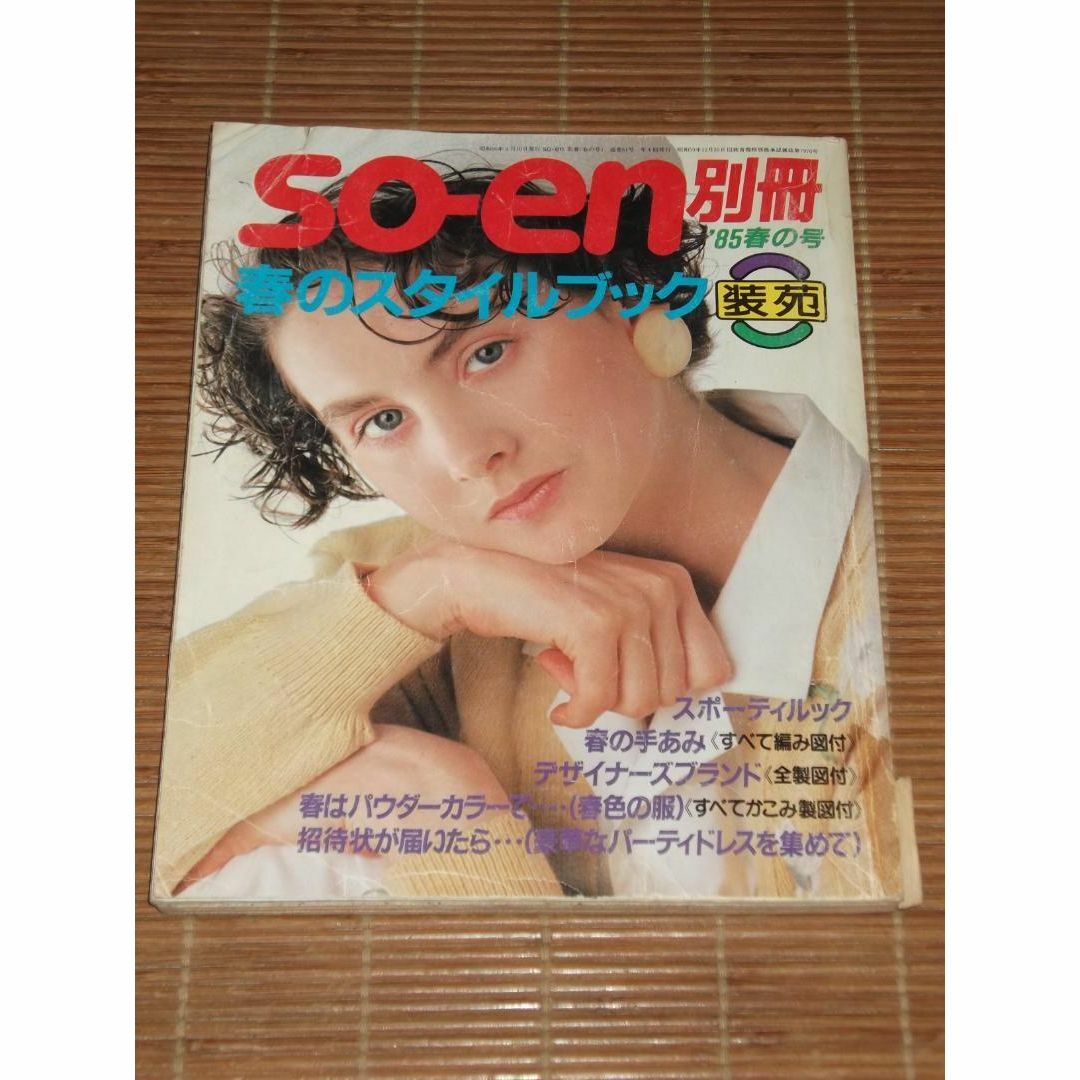 so-en別冊
'85春の号
春のスタイルブック
装苑
スポーティルック
春の手あみ《すべて編み図付》
デザイナーズブランド《全製図付》
春はパウダーカラーで‥‥(春色の服)《すべてかこみ製図付》
招待状が届いたら‥‥(豪華なパーティドレスを集めて)